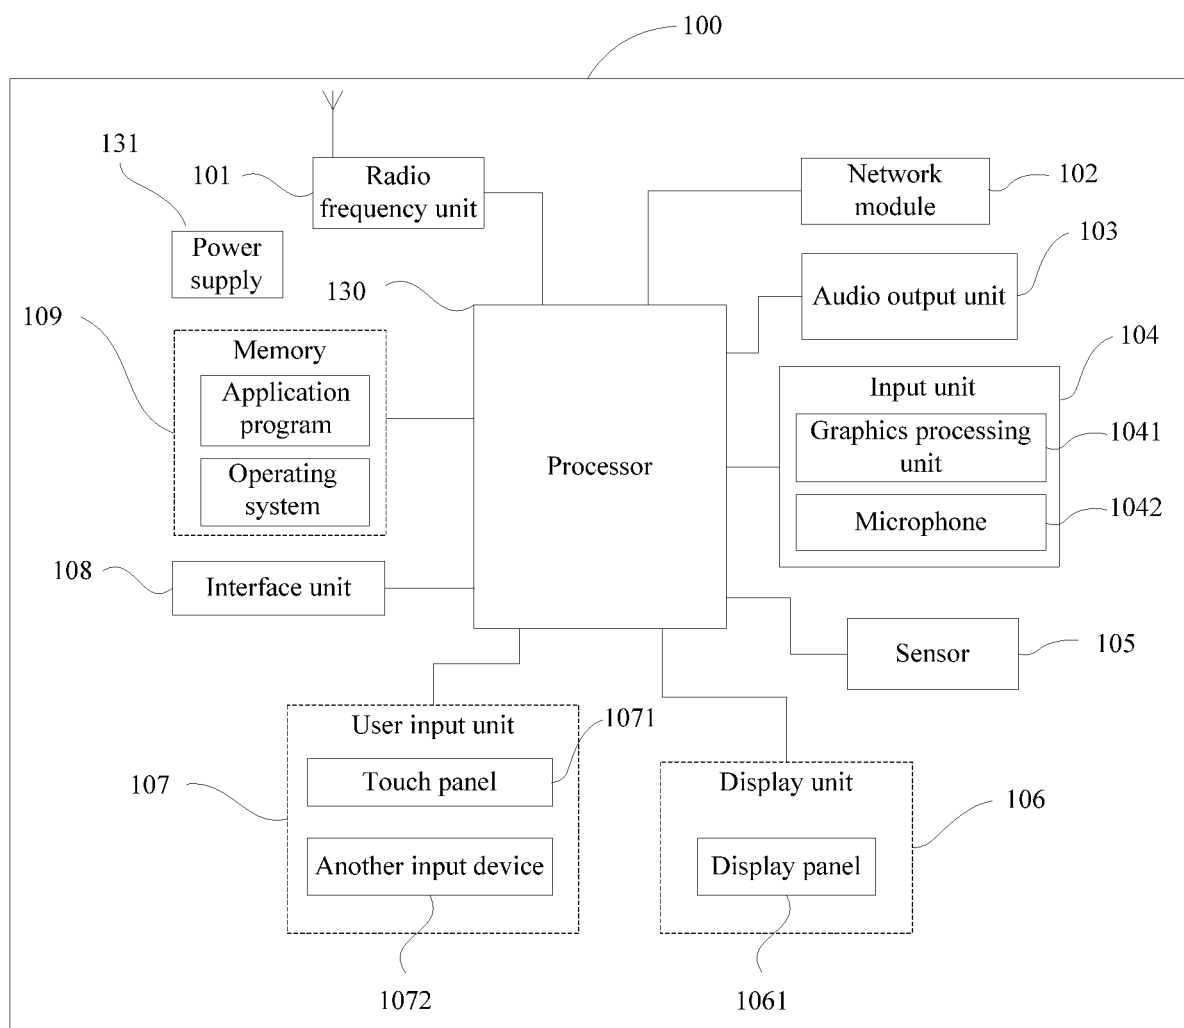 100
131
101
Radio
frequency unit
Network
module
102
Power
supply
103
Audio output unit
130
109
Memory
Application
program
Operating
system
104
Input unit
Graphics processing
unit
1041
Microphone
1042
Processor
108
Interface unit
Sensor
105
User input unit
1071
Touch panel
107
Another input device
1072
Display unit
106
Display panel
1061